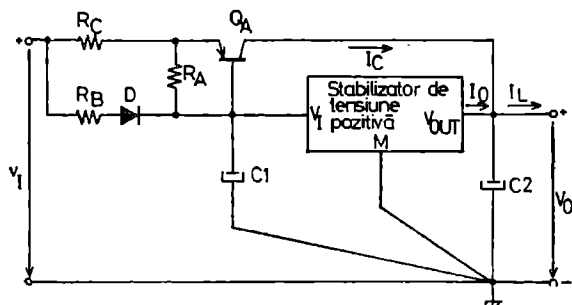 + R_C Q_A
I_C
R_A
R_B D
Stabilizator de
tensiune
pozitivă
V_I V_OUT
M
I_O I_L
+
C1
C2
v_I
V_O
-